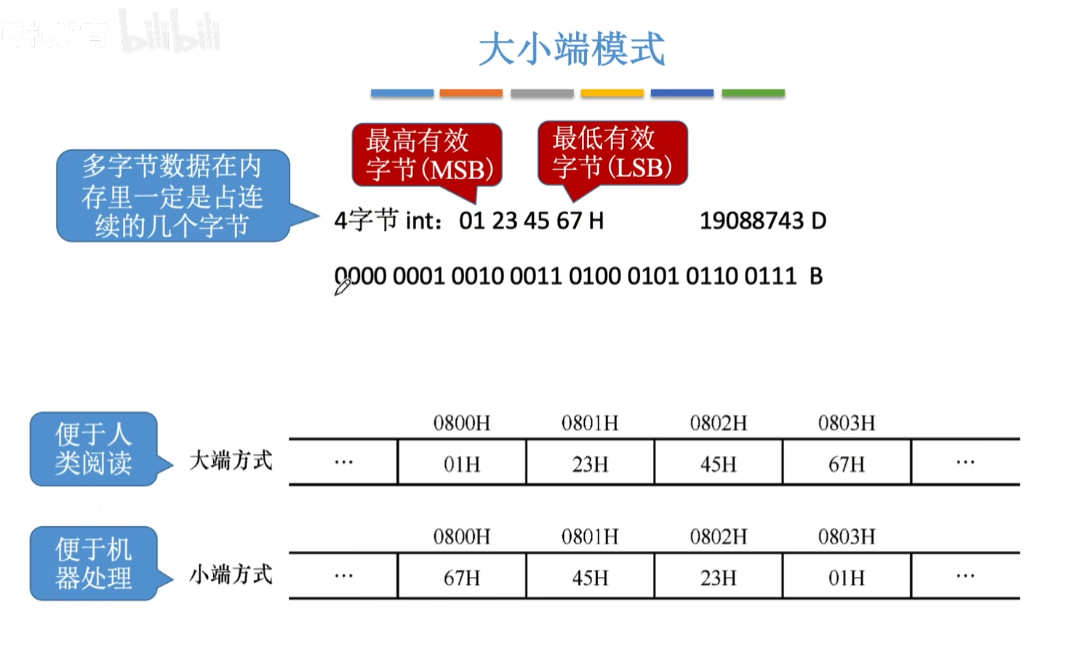 bilibili
大小端模式
最高有效
字节(MSB)
最低有效
字节(LSB)
多字节数据在内
存里一定是占连
续的几个字节
4字节 int：01 23 45 67 H 19088743 D
0000 0001 0010 0011 0100 0101 0110 0111 B
便于人
类阅读
大端方式
0800H 0801H 0802H 0803H
… 01H 23H 45H 67H …
便于机
器处理
小端方式
0800H 0801H 0802H 0803H
… 67H 45H 23H 01H …